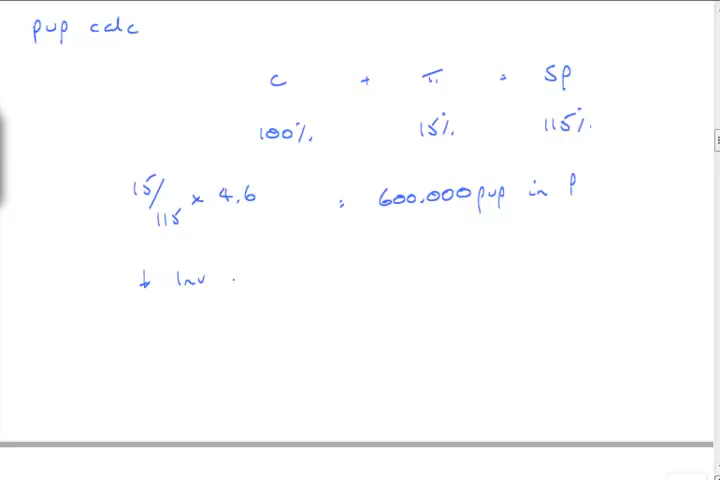 pup calc
C + π = SP
100% 15% 115%
15/115 × 4.6 = 600.000 pup in P
↓ Inv